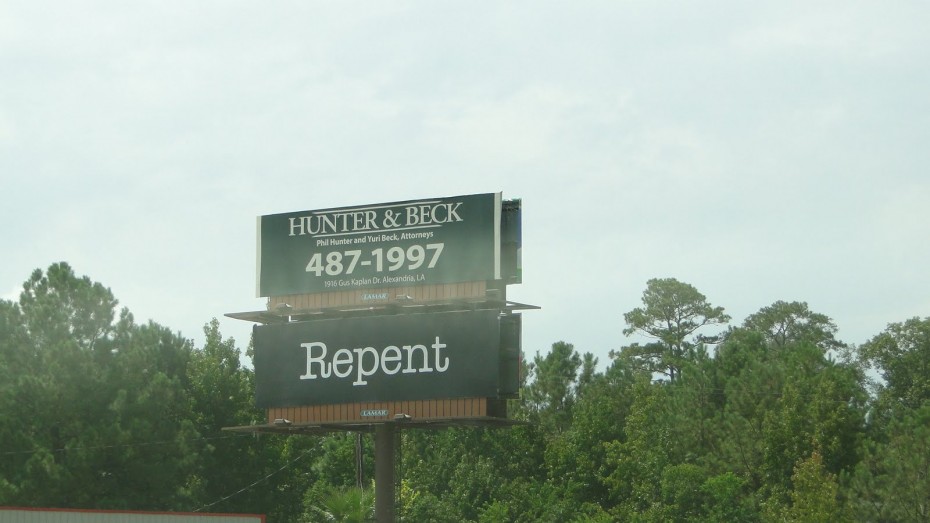 HUNTER & BECK
Phil Hunter and Yuri Beck, Attorneys
487-1997
1916 Gus Kaplan Dr. Alexandria, LA
LAMAR
Repent
LAMAR